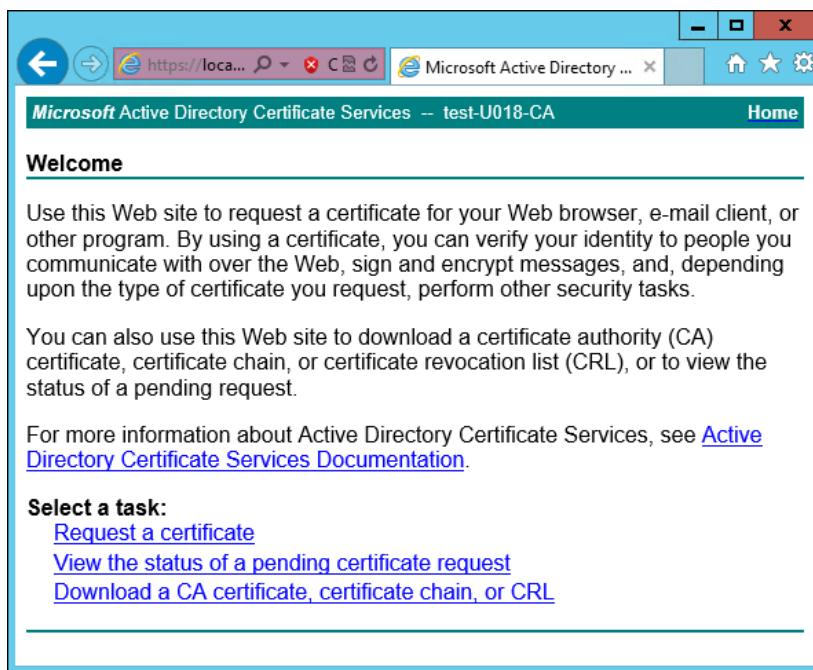 https://loca...
C
Microsoft Active Directory ...
Microsoft Active Directory Certificate Services -- test-U018-CA Home
Welcome
Use this Web site to request a certificate for your Web browser, e-mail client, or
other program. By using a certificate, you can verify your identity to people you
communicate with over the Web, sign and encrypt messages, and, depending
upon the type of certificate you request, perform other security tasks.
You can also use this Web site to download a certificate authority (CA)
certificate, certificate chain, or certificate revocation list (CRL), or to view the
status of a pending request.
For more information about Active Directory Certificate Services, see Active
Directory Certificate Services Documentation.
Select a task:
Request a certificate
View the status of a pending certificate request
Download a CA certificate, certificate chain, or CRL